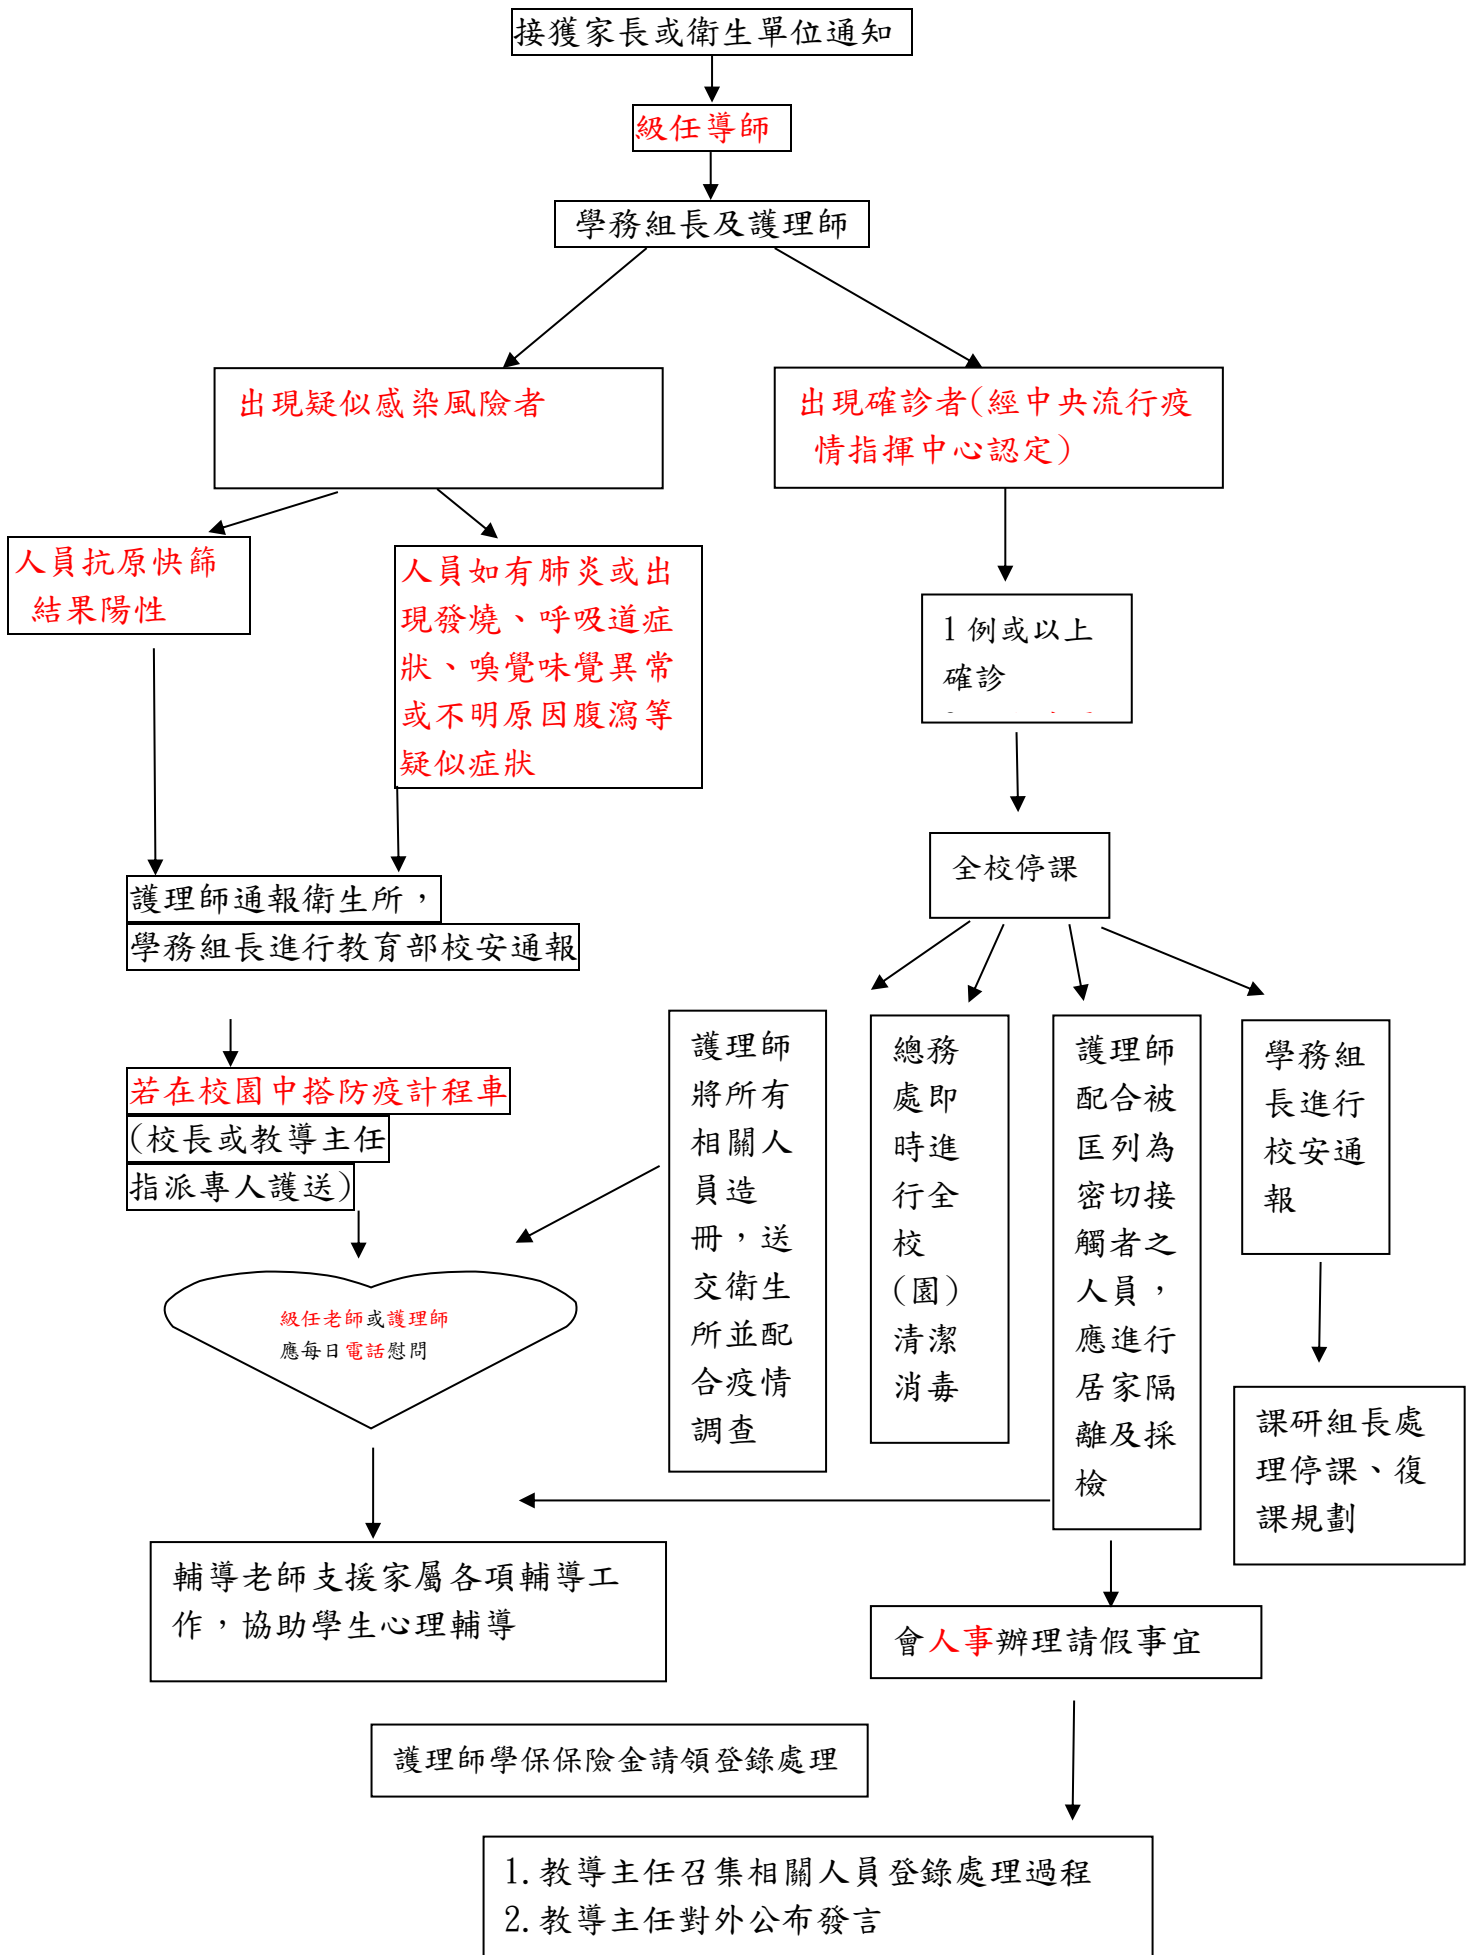 接獲家長或衛生單位通知
級任導師
學務組長及護理師
出現疑似感染風險者
出現確診者(經中央流行疫
情指揮中心認定)
人員抗原快篩
結果陽性
人員如有肺炎或出
現發燒、呼吸道症
狀、嗅覺味覺異常
或不明原因腹瀉等
疑似症狀
1 例或以上
確診
全校停課
護理師通報衛生所，
學務組長進行教育部校安通報
若在校園中搭防疫計程車
(校長或教導主任
指派專人護送)
級任老師或護理師
應每日電話慰問
護理師
將所有
相關人
員造
冊，送
交衛生
所並配
合疫情
調查
總務
處即
時進
行全
校
(園)
清潔
消毒
護理師
配合被
匡列為
密切接
觸者之
人員，
應進行
居家隔
離及採
檢
學務組
長進行
校安通
報
課研組長處
理停課、復
課規劃
輔導老師支援家屬各項輔導工
作，協助學生心理輔導
會人事辦理請假事宜
護理師學保保險金請領登錄處理
1.教導主任召集相關人員登錄處理過程
2.教導主任對外公布發言